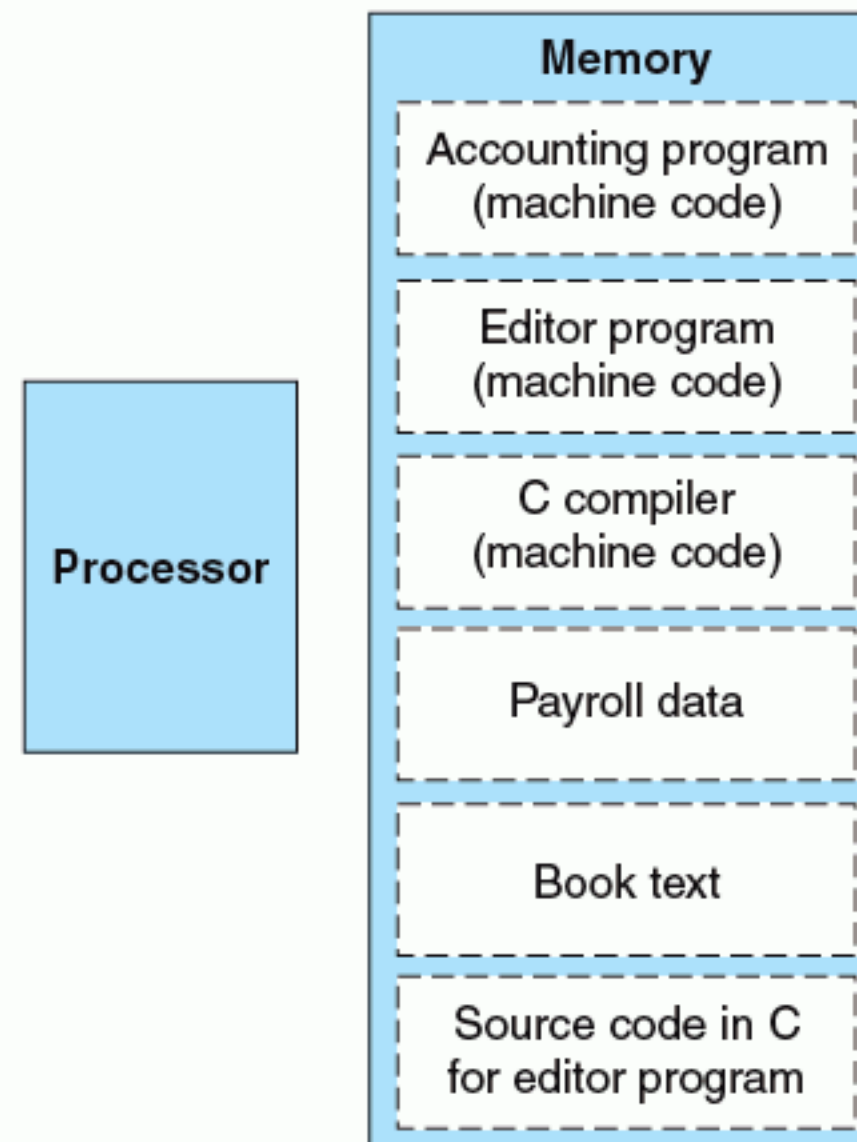 Memory
Accounting program
(machine code)
Editor program
(machine code)
C compiler
(machine code)
Processor
Payroll data
Book text
Source code in C
for editor program